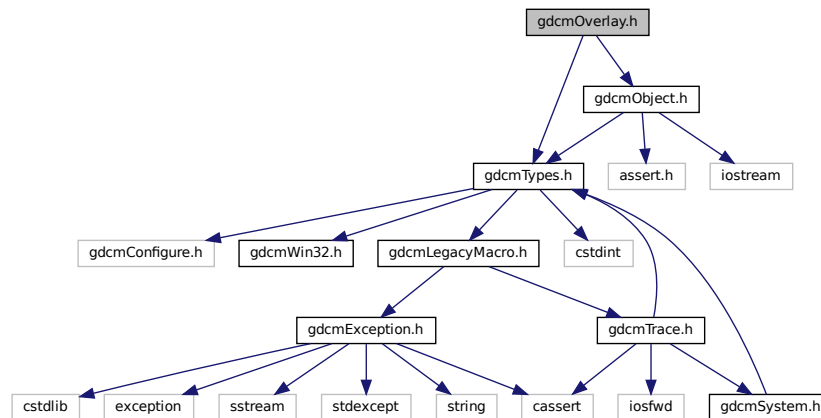 gdcmOverlay.h
gdcmObject.h
gdcmTypes.h
assert.h
iostream
gdcmConfigure.h
gdcmWin32.h
gdcmLegacyMacro.h
cstdint
gdcmException.h
gdcmTrace.h
cstdlib
exception
sstream
stdexcept
string
cassert
iosfwd
gdcmSystem.h